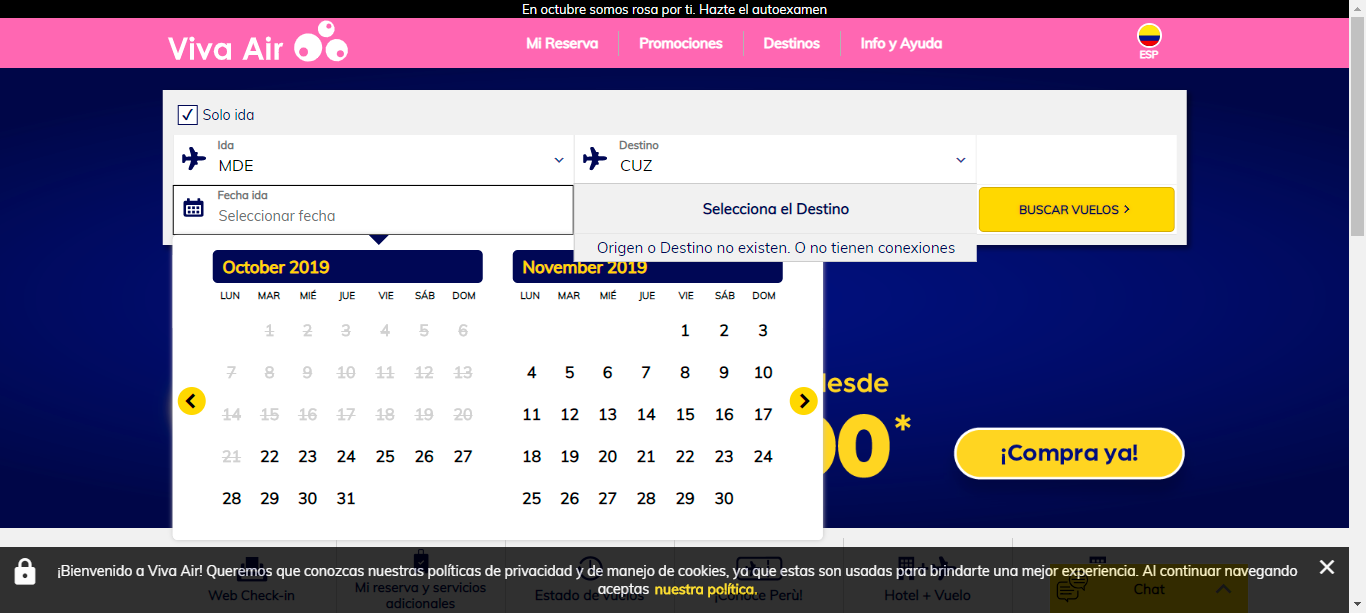 En octubre somos rosa por ti. Hazte el autoexamen
Viva Air
Mi Reserva
Promociones
Destinos
Info y Ayuda
ESP
Solo ida
Ida
MDE
Destino
CUZ
Fecha ida
Seleccionar fecha
Selecciona el Destino
BUSCAR VUELOS >
Origen o Destino no existen. O no tienen conexiones
October 2019
LUN MAR MIÉ JUE VIE SÁB DOM
1 2 3 4 5 6
7 8 9 10 11 12 13
14 15 16 17 18 19 20
21 22 23 24 25 26 27
28 29 30 31
November 2019
LUN MAR MIÉ JUE VIE SÁB DOM
1 2 3
4 5 6 7 8 9 10
11 12 13 14 15 16 17
18 19 20 21 22 23 24
25 26 27 28 29 30
desde
00*
¡Compra ya!
¡Bienvenido a Viva Air! Queremos que conozcas nuestras políticas de privacidad y de manejo de cookies, ya que estas son usadas para brindarte una mejor experiencia. Al continuar navegando
aceptas nuestra política.
Web Check-in
Mi reserva y servicios
adicionales
Estado de vuelos
¡Conoce Perù!
Hotel + Vuelo
Chat